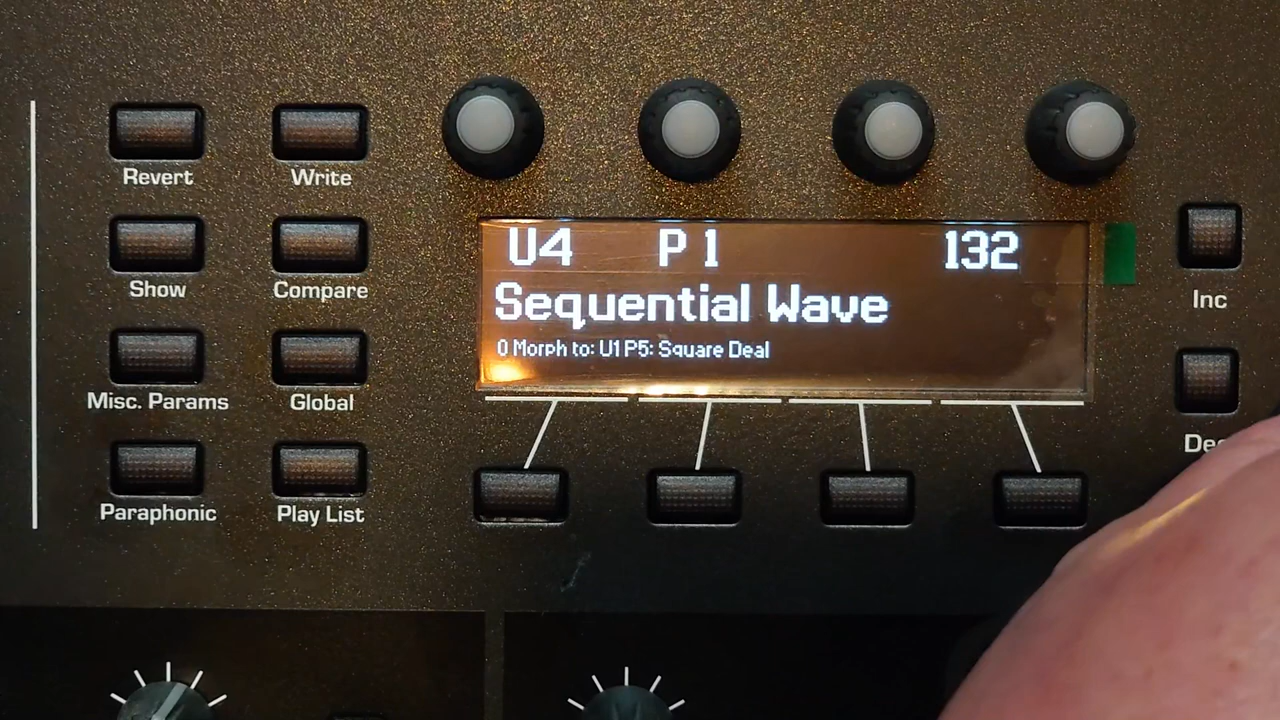 Revert Write
Show Compare
Misc. Params Global
Paraphonic Play List
U4 P 1 132
Sequential Wave
0 Morph to: U1 P5: Square Deal
Inc